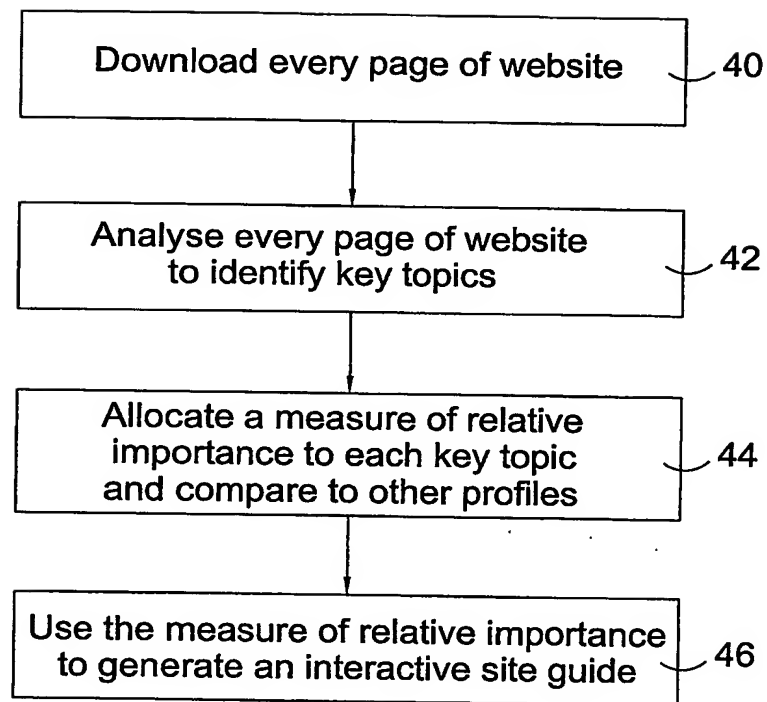 Download every page of website
40
Analyse every page of website
to identify key topics
42
Allocate a measure of relative
importance to each key topic
and compare to other profiles
44
Use the measure of relative importance
to generate an interactive site guide
46